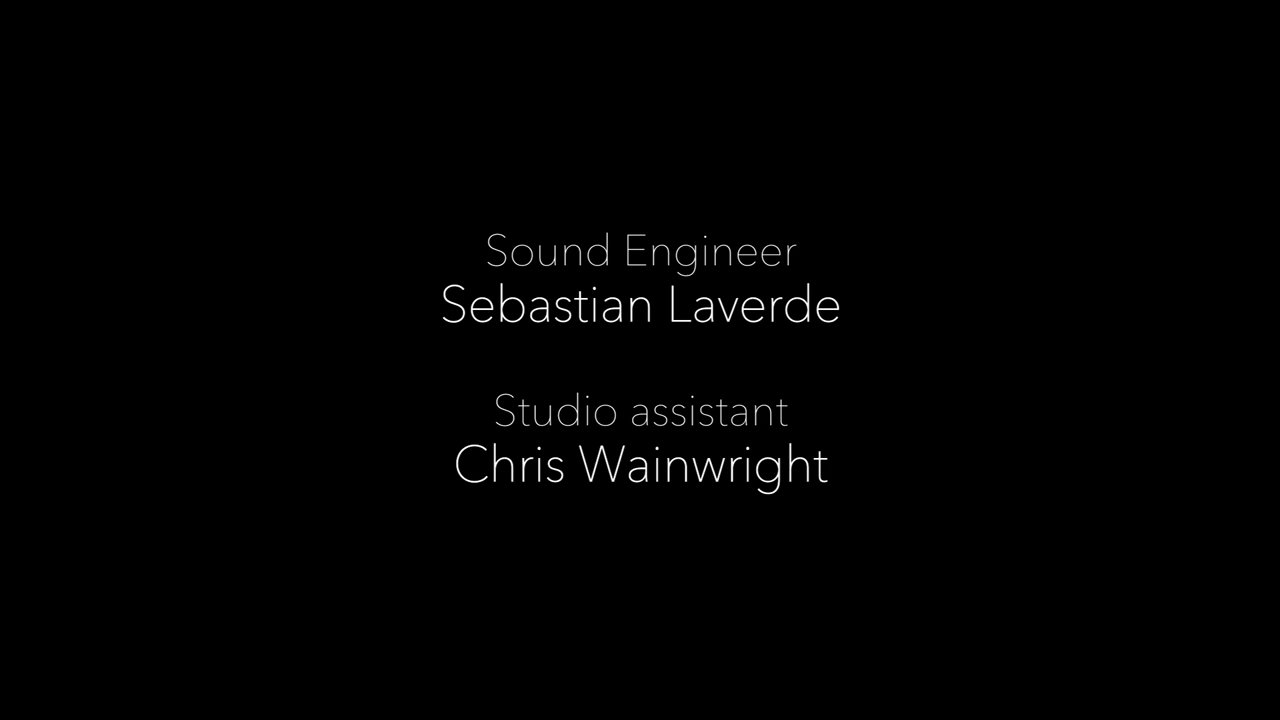 Sound Engineer
Sebastian Laverde
Studio assistant
Chris Wainwright